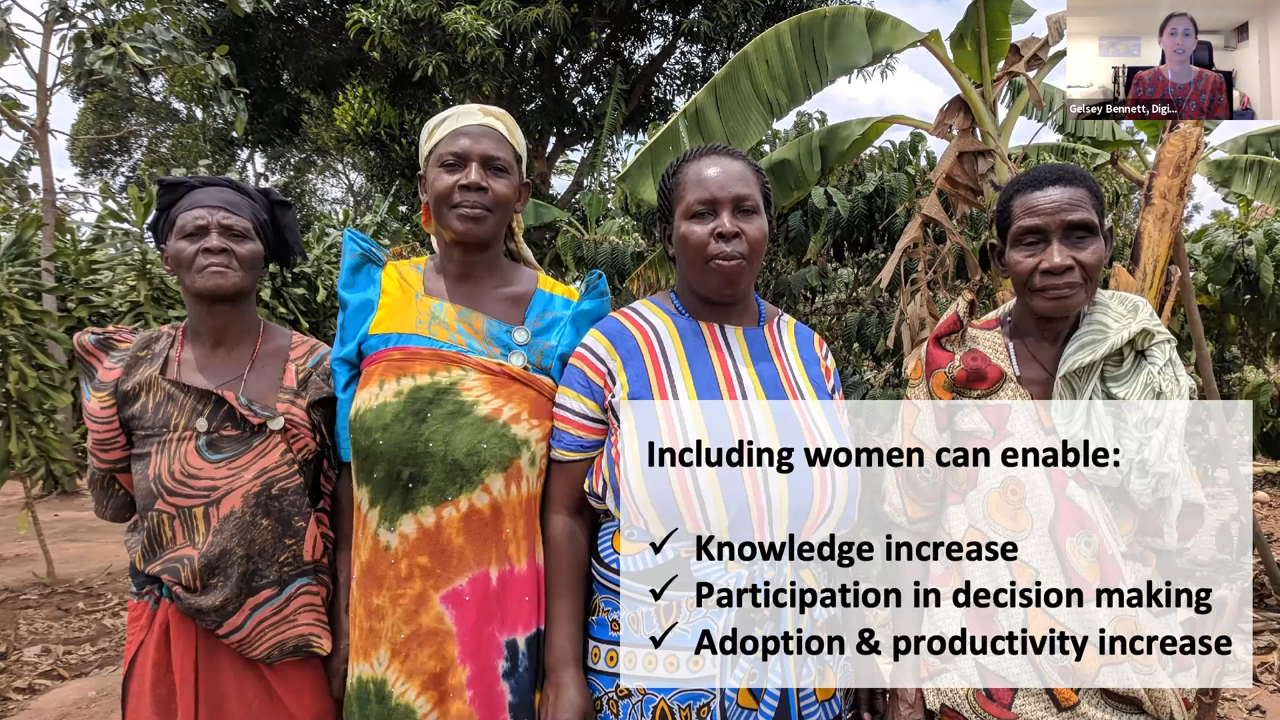 Gelsey Bennett, Digi...
Including women can enable:
✓ Knowledge increase
✓ Participation in decision making
✓ Adoption & productivity increase